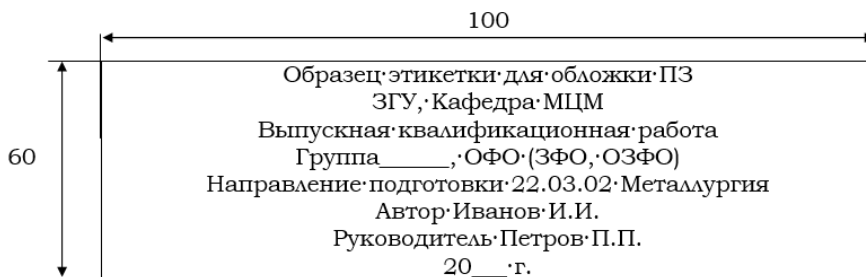 100
60
Образец этикетки для обложки ПЗ
ЗГУ, Кафедра МЦМ
Выпускная квалификационная работа
Группа______, ОФО (ЗФО, ОЗФО)
Направление подготовки 22.03.02 Металлургия
Автор Иванов И.И.
Руководитель Петров П.П.
20___ г.